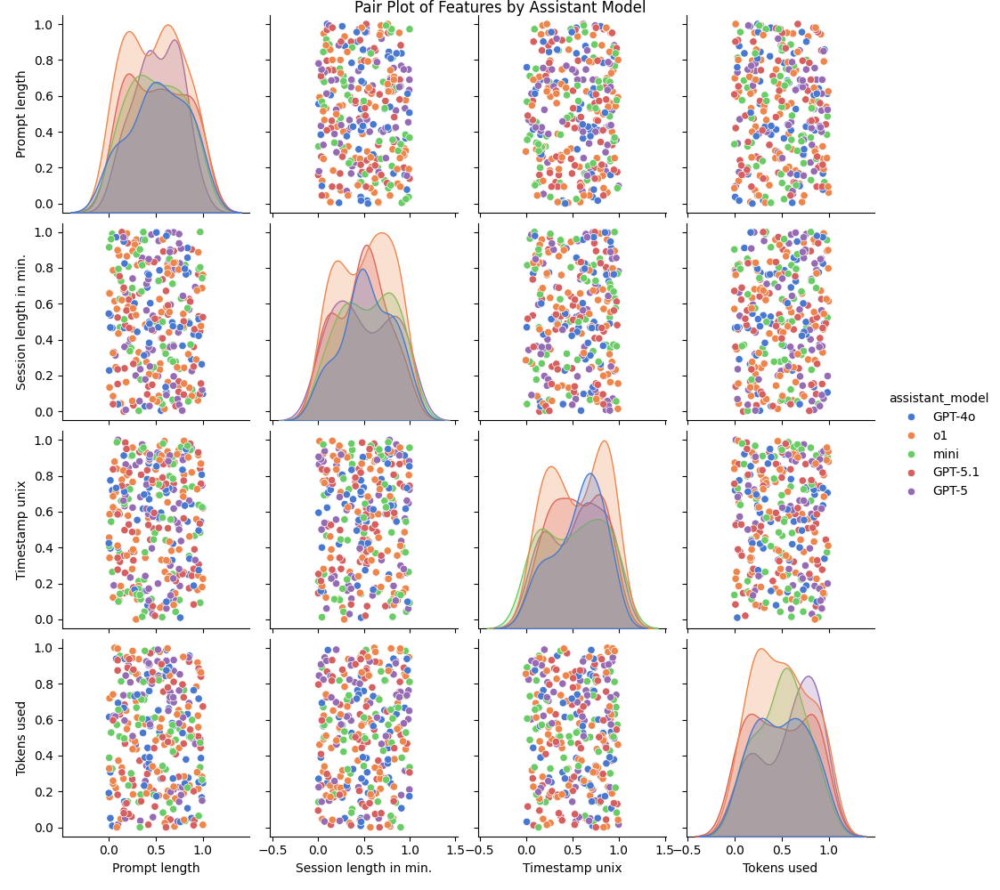 Pair Plot of Features by Assistant Model
1.0
0.8
0.6
0.4
0.2
0.0
Prompt length
1.0
0.8
0.6
0.4
0.2
0.0
Session length in min.
assistant_model
GPT-4o
o1
mini
GPT-5.1
GPT-5
1.0
0.8
0.6
0.4
0.2
0.0
Timestamp unix
1.0
0.8
0.6
0.4
0.2
0.0
Tokens used
0.0 0.5 1.0
Prompt length
−0.5 0.0 0.5 1.0 1.5
Session length in min.
−0.5 0.0 0.5 1.0 1.5
Timestamp unix
−0.5 0.0 0.5 1.0
Tokens used